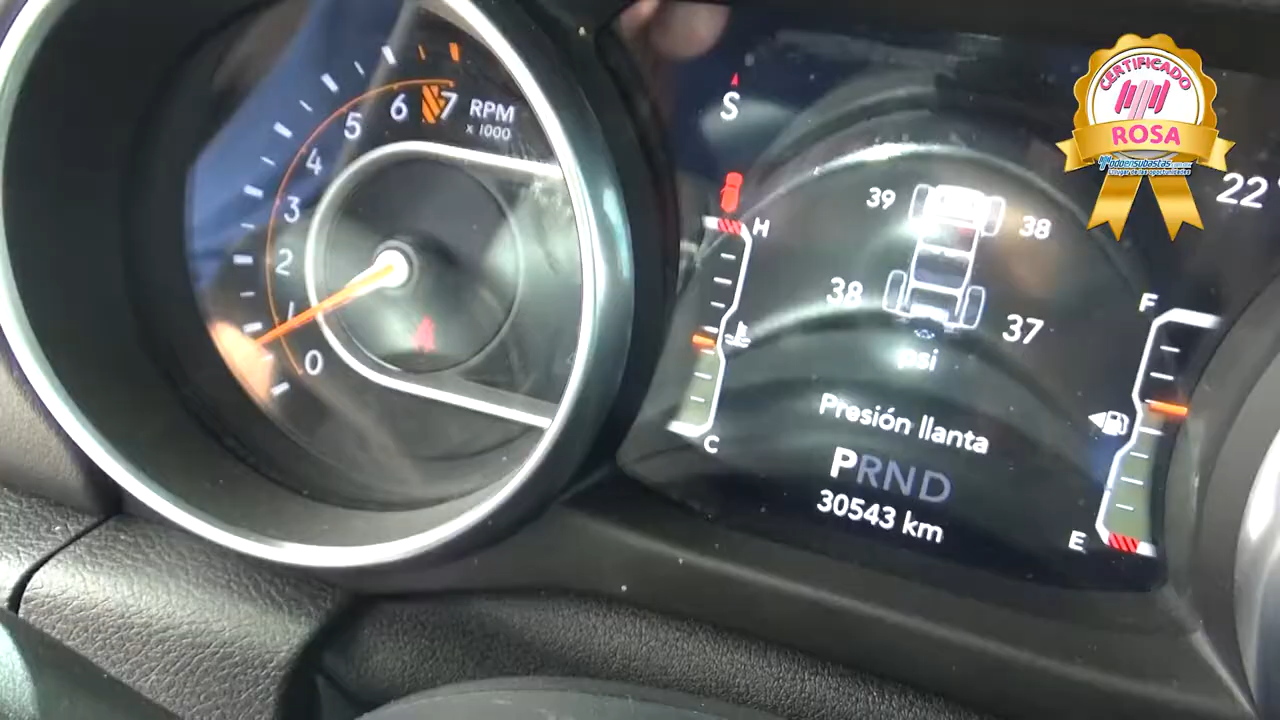 0
1
2
3
4
5
6
7
RPM
x 1000
S
H
C
39
38
38
37
psi
Presión llanta
PRND
30543 km
22°
F
E
CERTIFICADO
ROSA